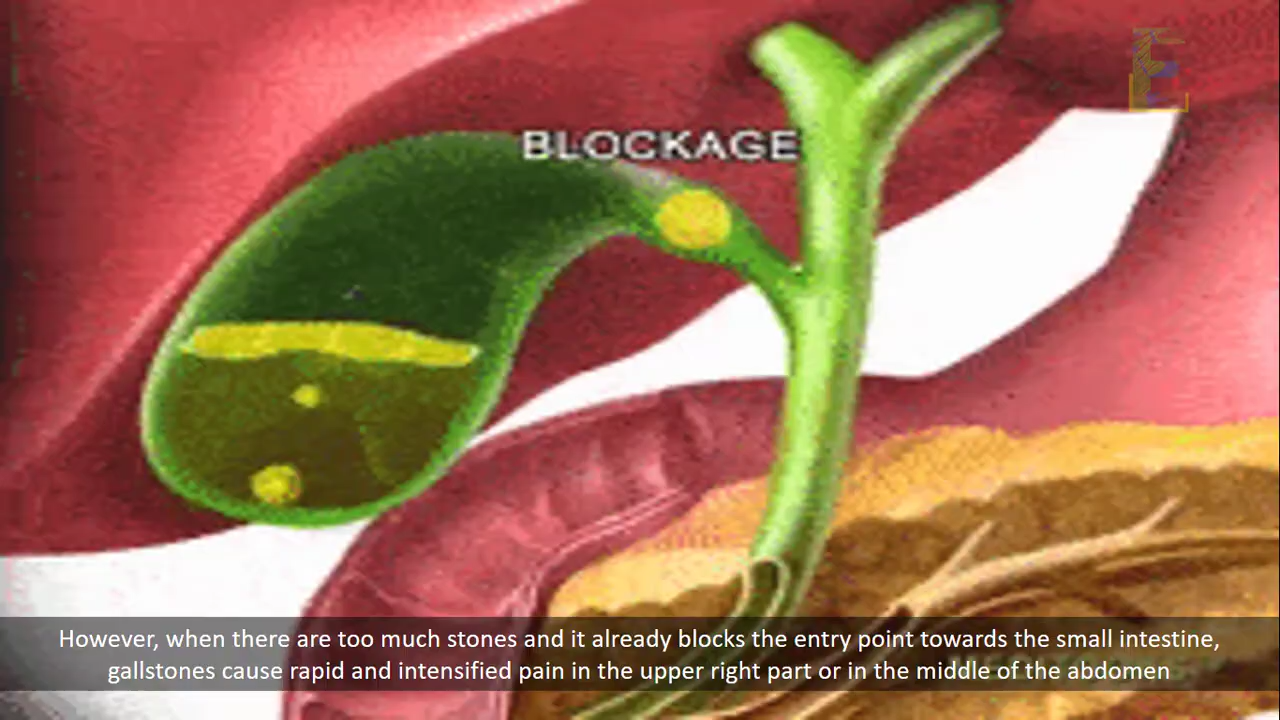 BLOCKAGE
E
However, when there are too much stones and it already blocks the entry point towards the small intestine,
gallstones cause rapid and intensified pain in the upper right part or in the middle of the abdomen